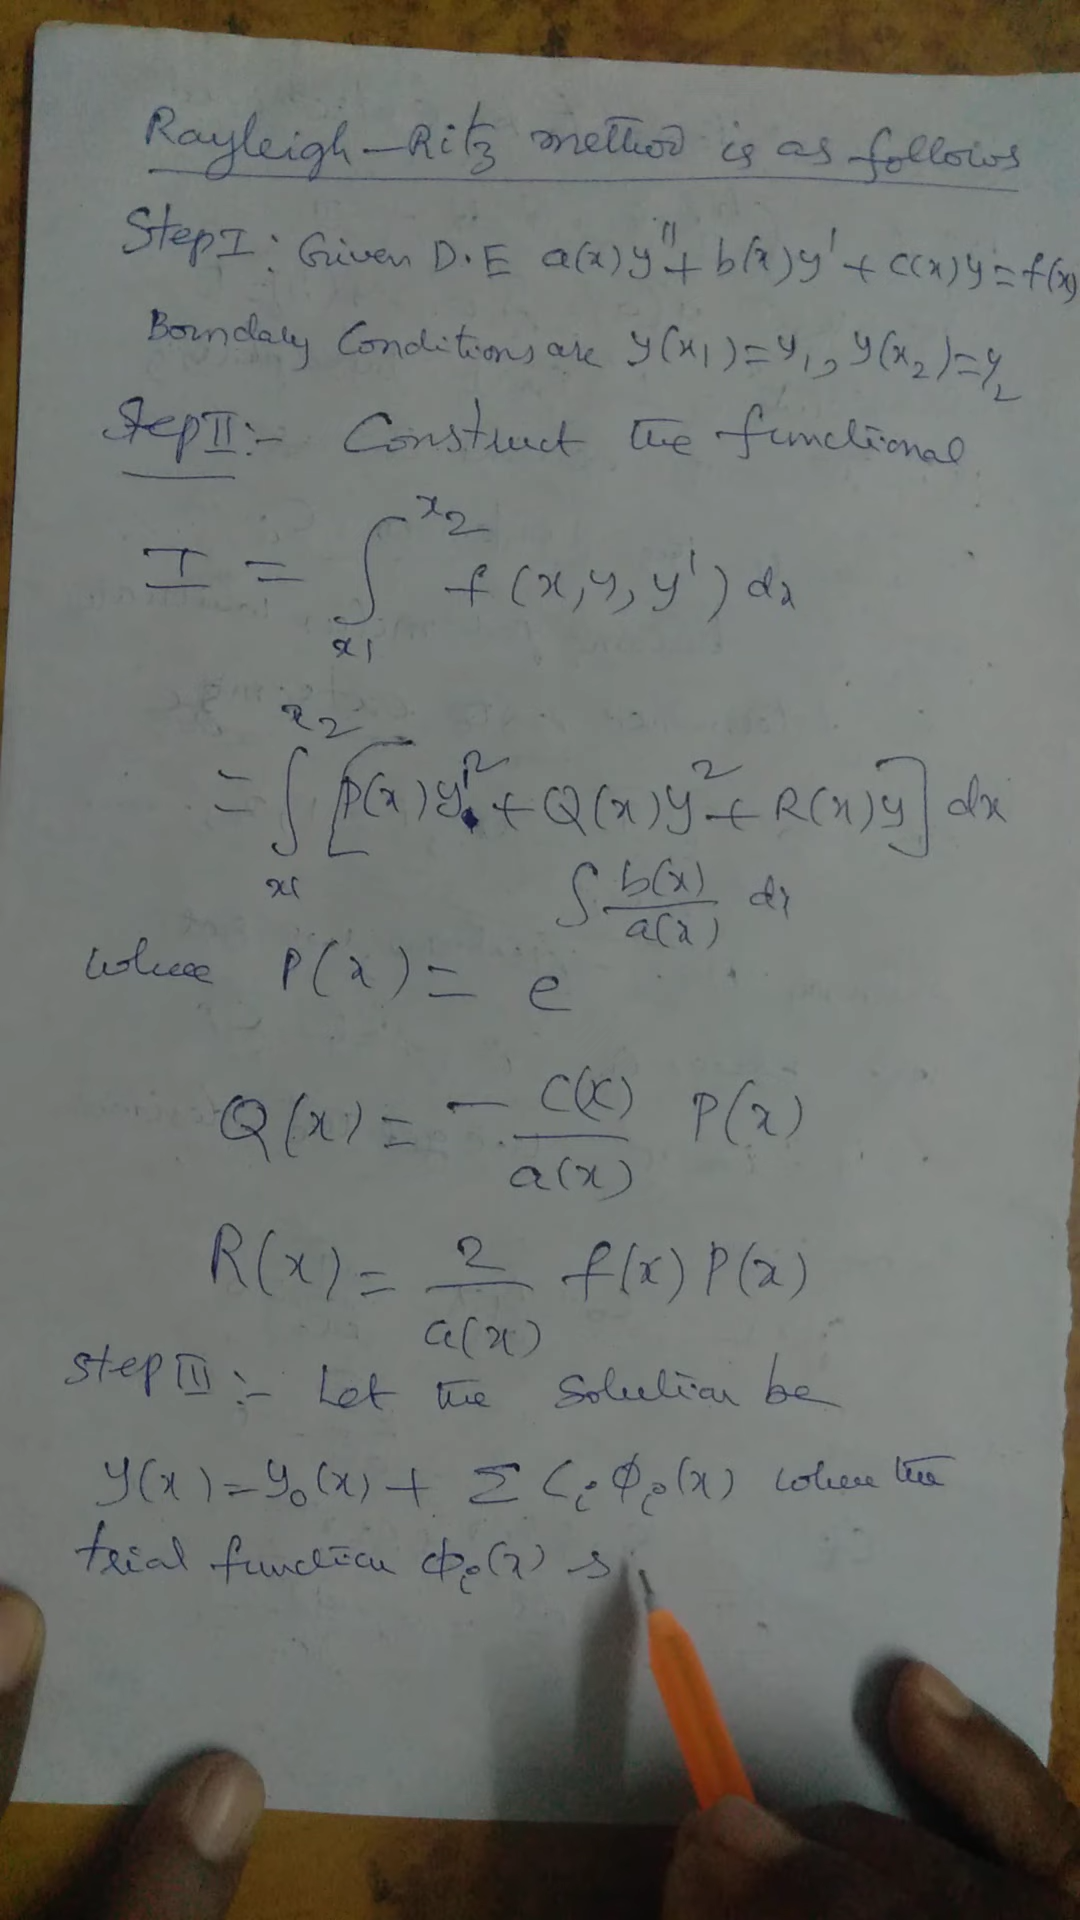 Rayleigh-Ritz method is as follows
Step I: Given D.E a(x)y'' + b(x)y' + c(x)y = f(x)
Boundary Conditions are y(x₁)=y₁, y(x₂)=y₂
Step II:- Construct the functional
I = ∫_{x₁}^{x₂} f(x,y,y') dx
= ∫_{x₁}^{x₂} [P(x)y'² + Q(x)y² + R(x)y] dx
where P(x) = e^{∫ b(x)/a(x) dx}
Q(x) = - c(x)/a(x) P(x)
R(x) = 2/a(x) f(x) P(x)
Step III:- Let the solution be
y(x) = y₀(x) + Σ Cᵢ ϕᵢ(x) where the
trial function ϕᵢ(x) s